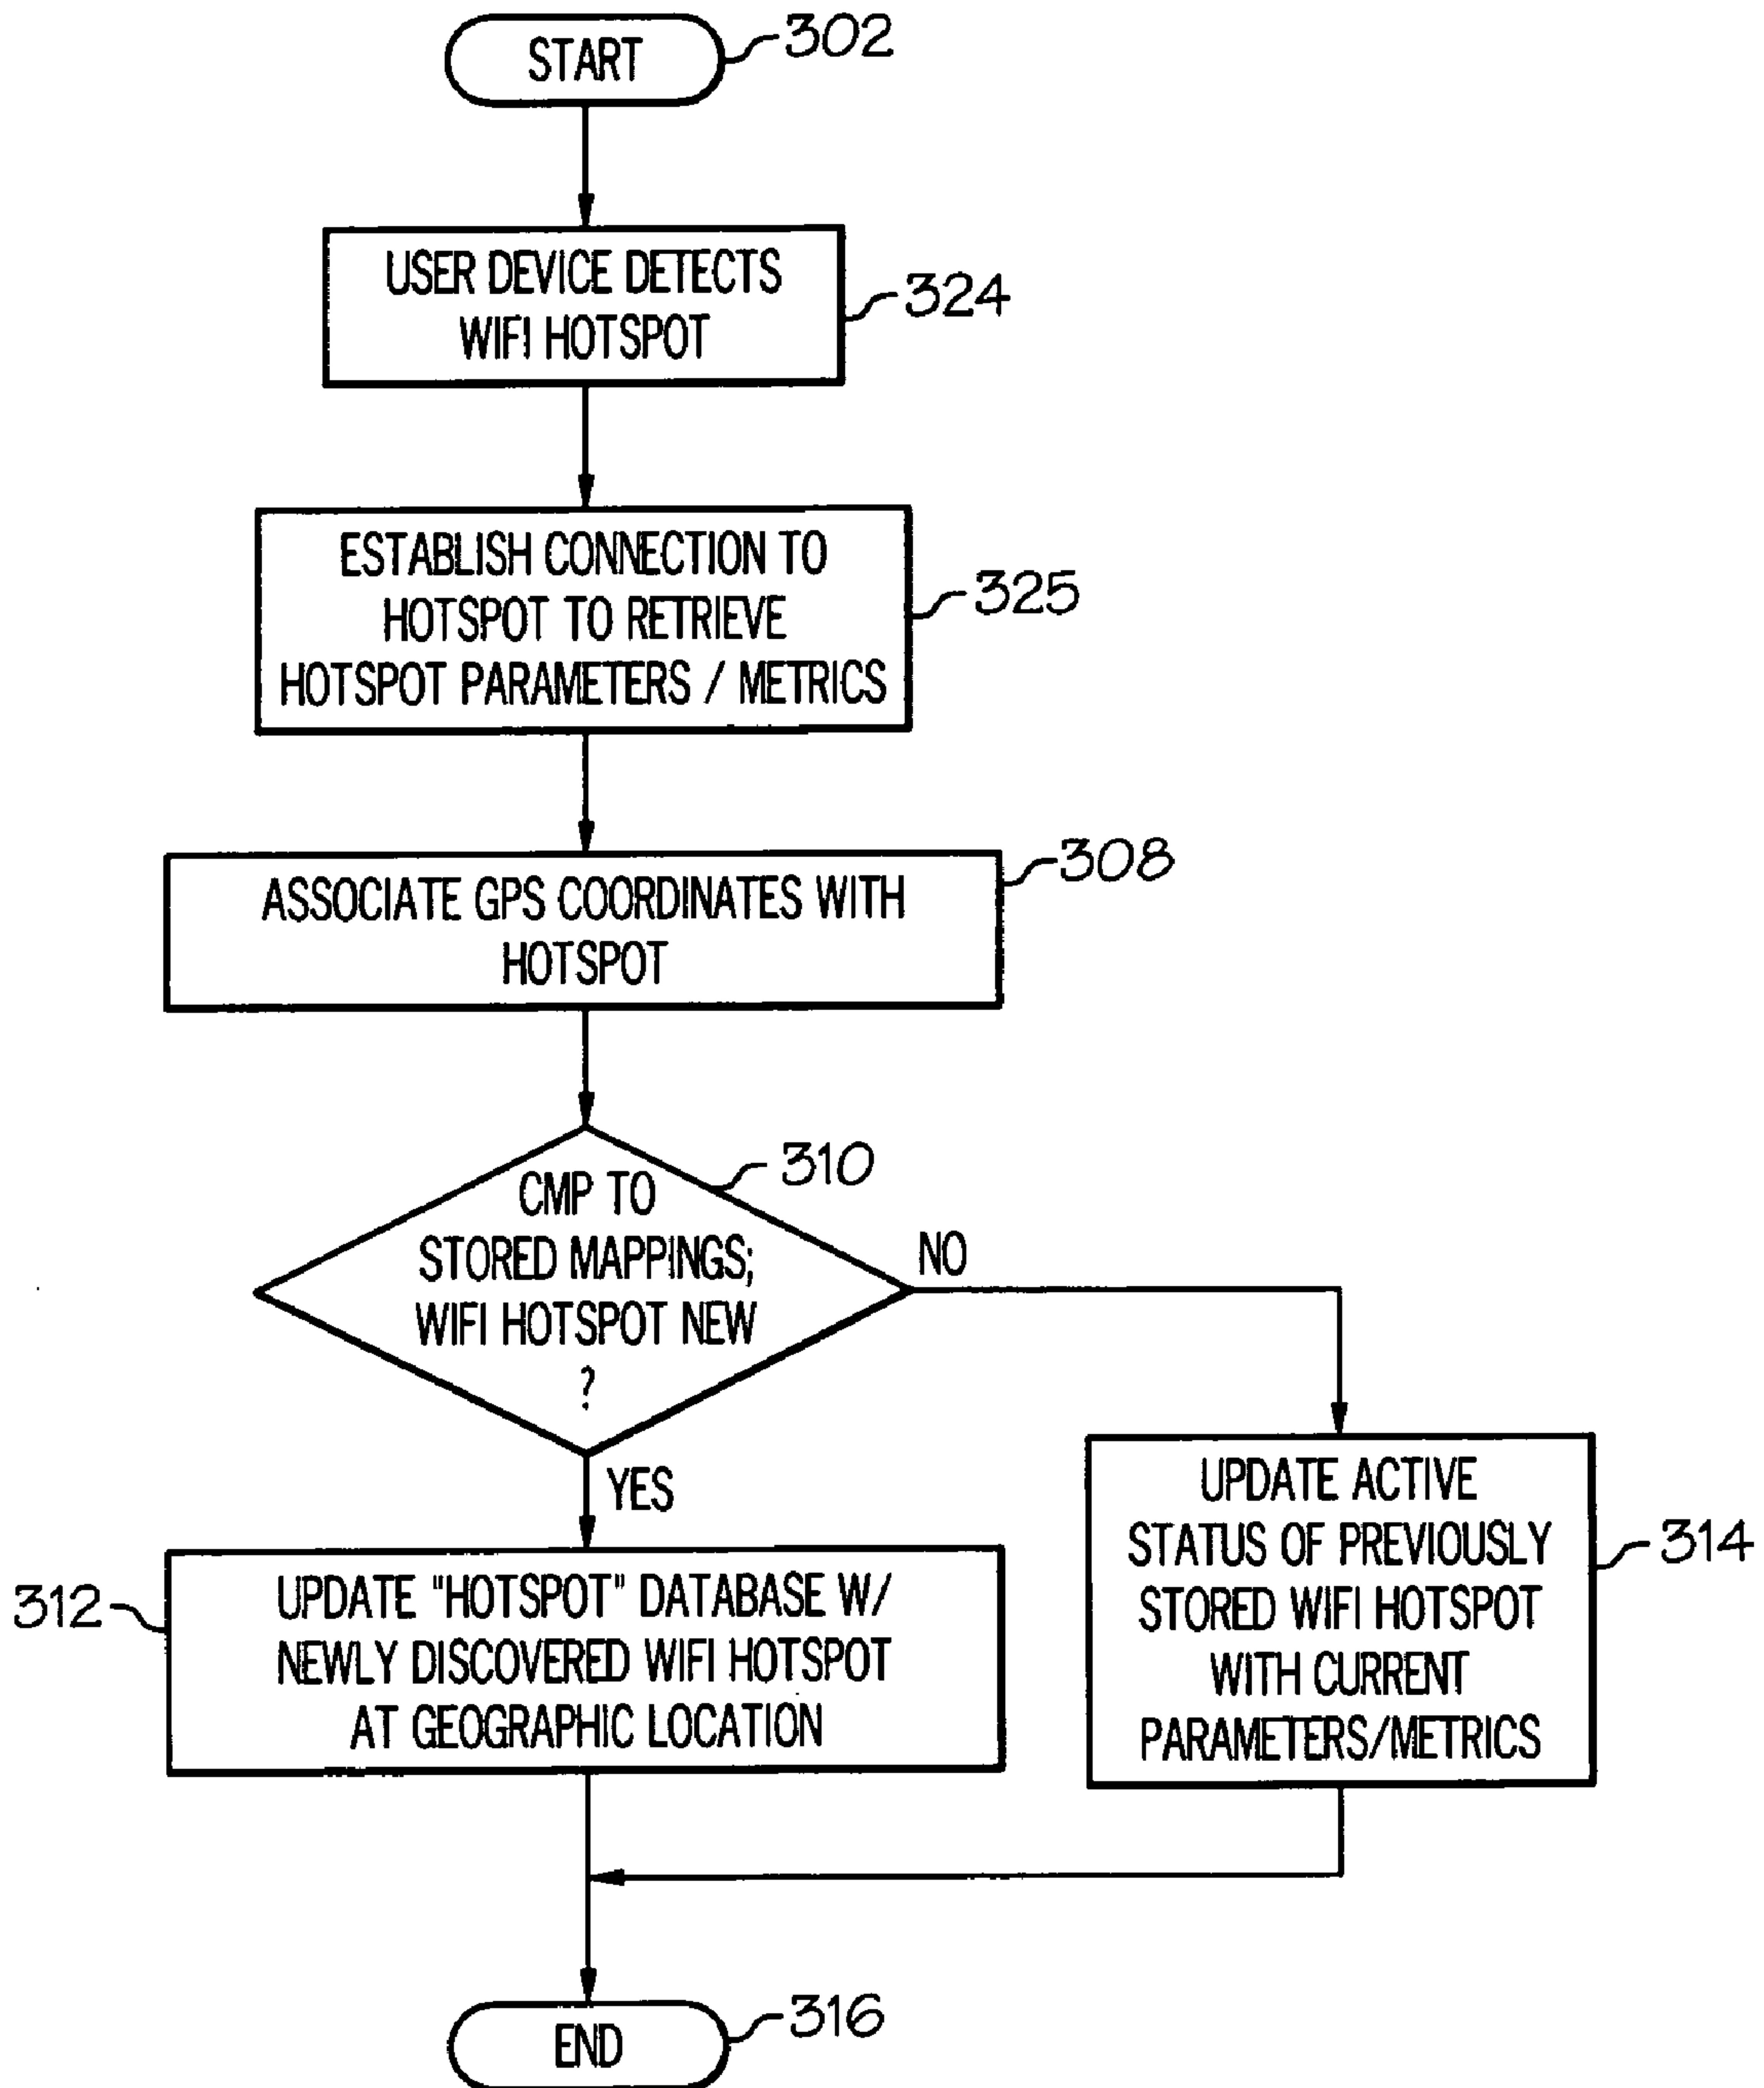 START
302
USER DEVICE DETECTS
WIFI HOTSPOT
324
ESTABLISH CONNECTION TO
HOTSPOT TO RETRIEVE
HOTSPOT PARAMETERS / METRICS
325
ASSOCIATE GPS COORDINATES WITH
HOTSPOT
308
CMP TO
STORED MAPPINGS;
WIFI HOTSPOT NEW
?
310
NO
YES
UPDATE ACTIVE
STATUS OF PREVIOUSLY
STORED WIFI HOTSPOT
WITH CURRENT
PARAMETERS/METRICS
314
312
UPDATE "HOTSPOT" DATABASE W/
NEWLY DISCOVERED WIFI HOTSPOT
AT GEOGRAPHIC LOCATION
END
316